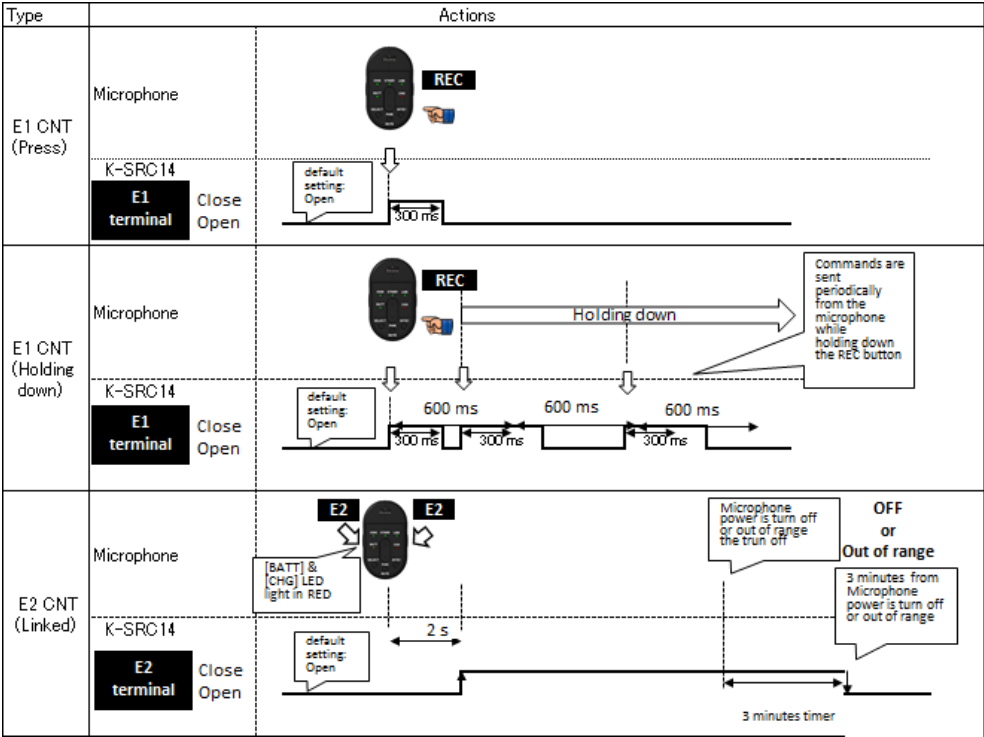 Type
Actions
E1 CNT
(Press)
Microphone
REC
K-SRC14
E1
terminal
Close
Open
default
setting:
Open
300 ms
E1 CNT
(Holding
down)
Microphone
REC
Holding down
Commands are
sent
periodically
from the
microphone
while
holding down
the REC button
K-SRC14
E1
terminal
Close
Open
default
setting:
Open
600 ms
600 ms
600 ms
300 ms
300 ms
300 ms
E2 CNT
(Linked)
Microphone
E2
E2
[BATT] &
[CHG] LED
light in RED
Microphone
power is turn off
or out of range
the trun off
OFF
or
Out of range
3 minutes from
Microphone
power is turn off
or out of range
K-SRC14
E2
terminal
Close
Open
default
setting:
Open
2 s
3 minutes timer